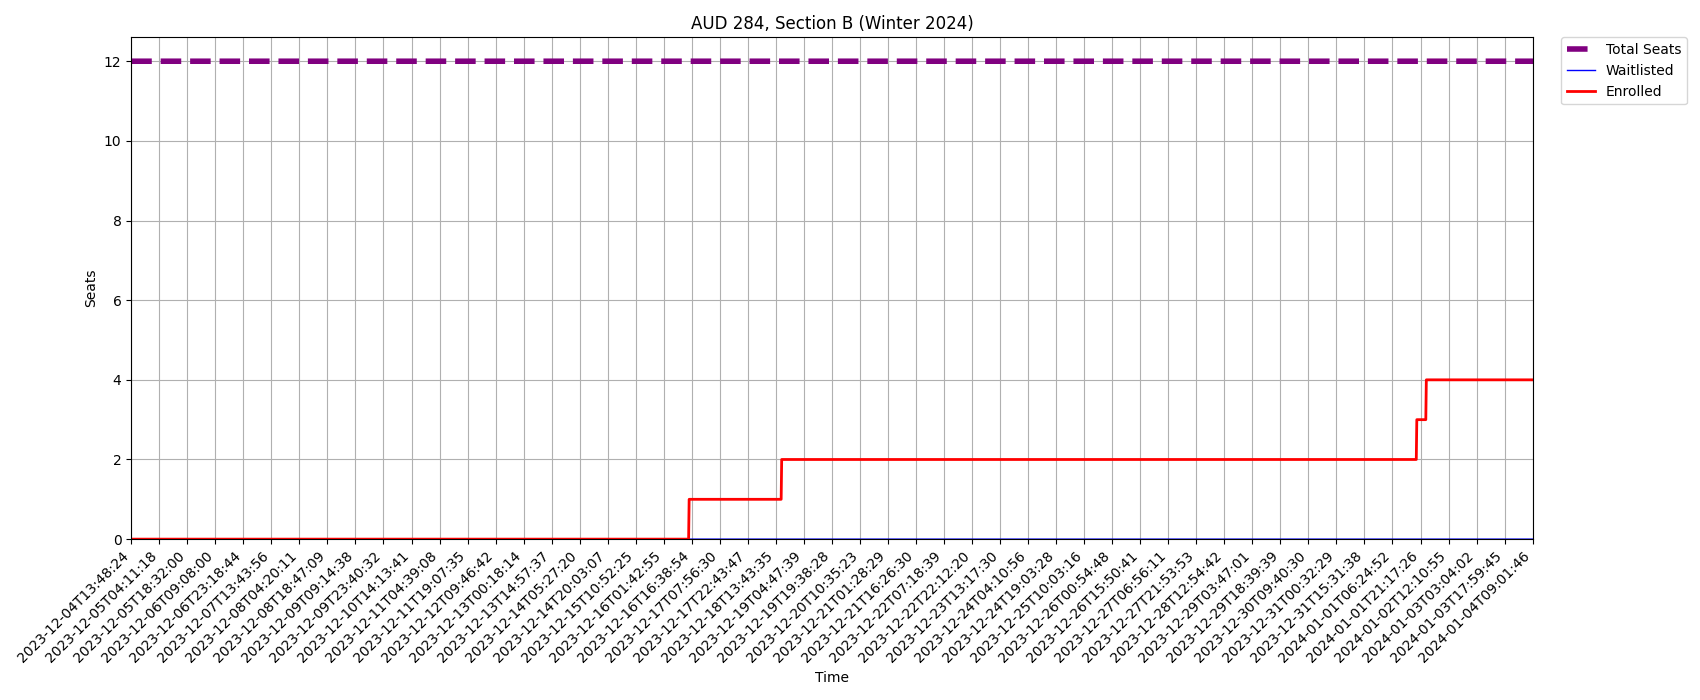 AUD 284, Section B (Winter 2024)
Total Seats
Waitlisted
Enrolled
12
10
8
6
4
2
0
Seats
2023-12-04T13:48:24
2023-12-05T04:11:18
2023-12-05T18:32:00
2023-12-06T09:08:00
2023-12-06T23:18:44
2023-12-07T13:43:56
2023-12-08T04:20:11
2023-12-08T18:47:09
2023-12-09T09:14:38
2023-12-09T23:40:32
2023-12-10T14:13:41
2023-12-11T04:39:08
2023-12-11T19:07:35
2023-12-12T09:46:42
2023-12-13T00:18:14
2023-12-13T14:57:37
2023-12-14T05:27:20
2023-12-14T20:03:07
2023-12-15T10:52:25
2023-12-16T01:42:55
2023-12-16T16:38:54
2023-12-17T07:56:30
2023-12-17T22:43:47
2023-12-18T13:43:35
2023-12-19T04:47:39
2023-12-19T19:38:28
2023-12-20T10:35:23
2023-12-21T01:28:29
2023-12-21T16:26:30
2023-12-22T07:18:39
2023-12-22T22:12:20
2023-12-23T13:17:30
2023-12-24T04:10:56
2023-12-24T19:03:28
2023-12-25T10:03:16
2023-12-26T00:54:48
2023-12-26T15:50:41
2023-12-27T06:56:11
2023-12-27T21:53:53
2023-12-28T12:54:42
2023-12-29T03:47:01
2023-12-29T18:39:39
2023-12-30T09:40:30
2023-12-31T00:32:29
2023-12-31T15:31:38
2024-01-01T06:24:52
2024-01-01T21:17:26
2024-01-02T12:10:55
2024-01-03T03:04:02
2024-01-03T17:59:45
2024-01-04T09:01:46
Time